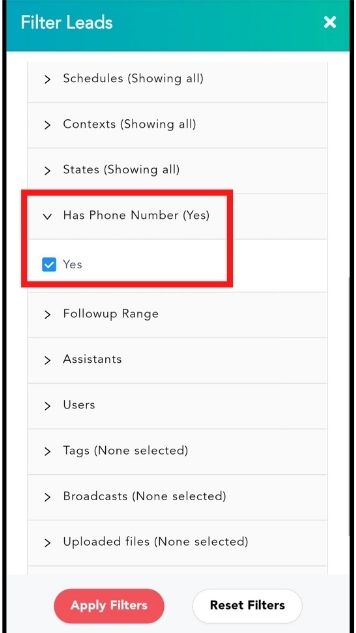 Filter Leads
Schedules (Showing all)
Contexts (Showing all)
States (Showing all)
Has Phone Number (Yes)
Yes
Followup Range
Assistants
Users
Tags (None selected)
Broadcasts (None selected)
Uploaded files (None selected)
Apply Filters
Reset Filters